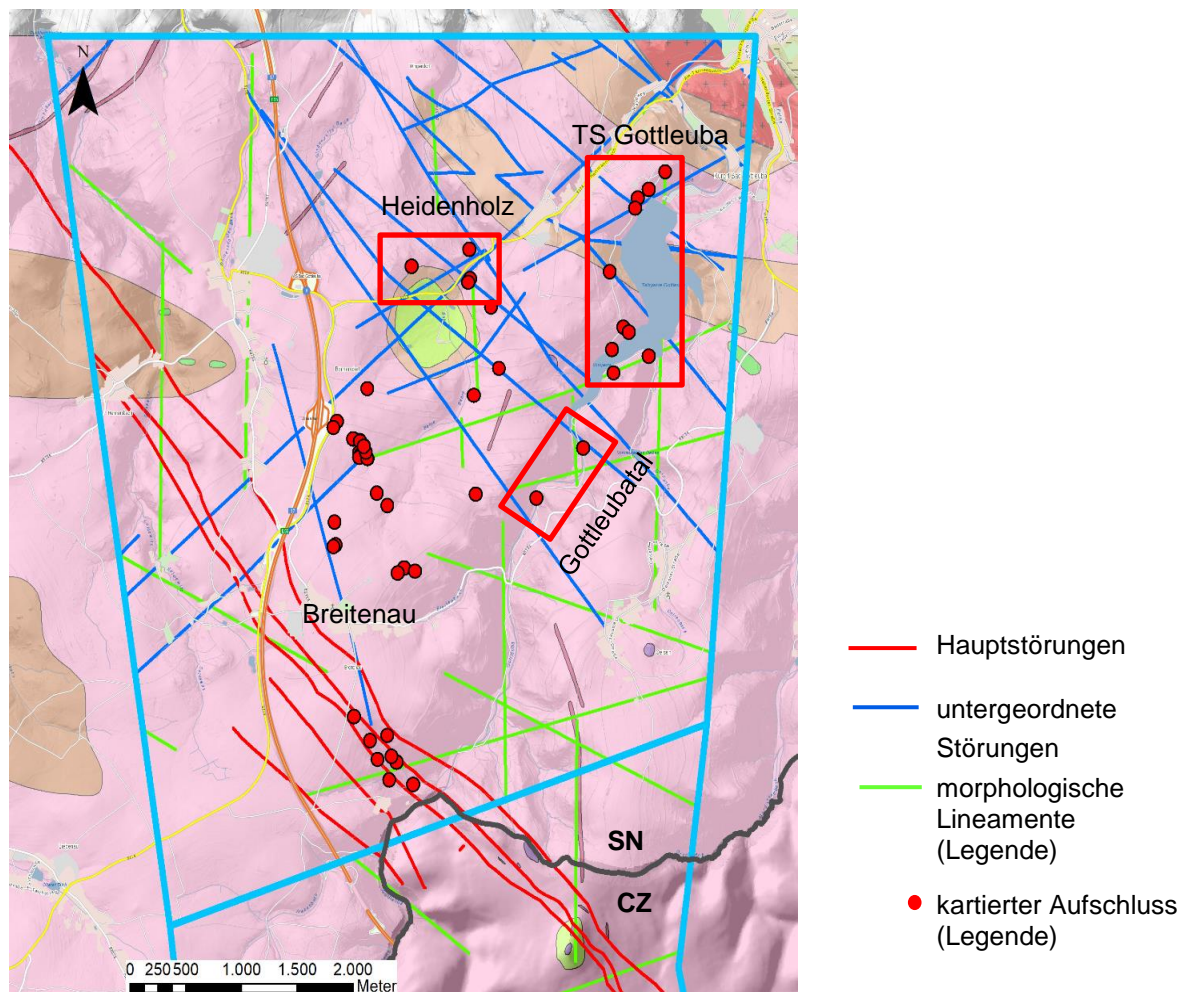 N
TS Gottleuba
Heidenholz
Gottleubatal
Breitenau
SN
CZ
0 250 500 1.000 1.500 2.000
Meter
Hauptstörungen
untergeordnete
Störungen
morphologische
Lineamente
(Legende)
kartierter Aufschluss
(Legende)